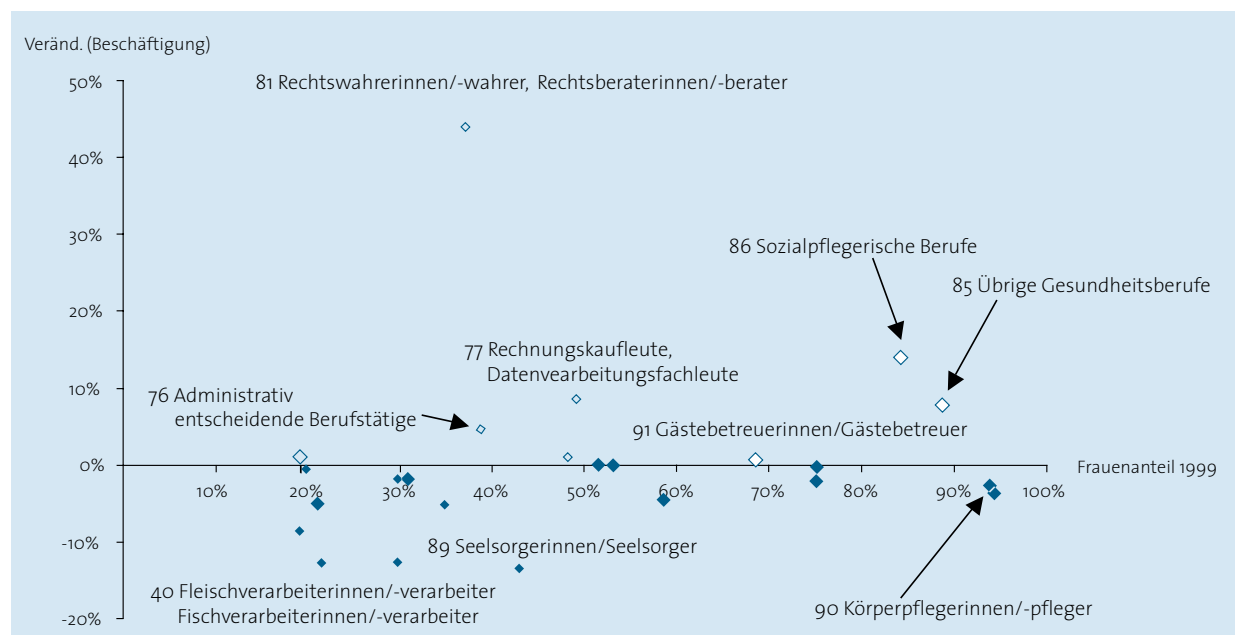 Veränd. (Beschäftigung)
50%
81 Rechtswahrerinnen/-wahrer, Rechtsberaterinnen/-berater
40%
30%
86 Sozialpflegerische Berufe
85 Übrige Gesundheitsberufe
20%
77 Rechnungskaufleute,
Datenvearbeitungsfachleute
10%
76 Administrativ
entscheidende Berufstätige
91 Gästebetreuerinnen/Gästebetreuer
0%
Frauenanteil 1999
10% 20% 30% 40% 50% 60% 70% 80% 90% 100%
-10%
89 Seelsorgerinnen/Seelsorger
40 Fleischverarbeiterinnen/-verarbeiter
Fischverarbeiterinnen/-verarbeiter
90 Körperpflegerinnen/-pfleger
-20%